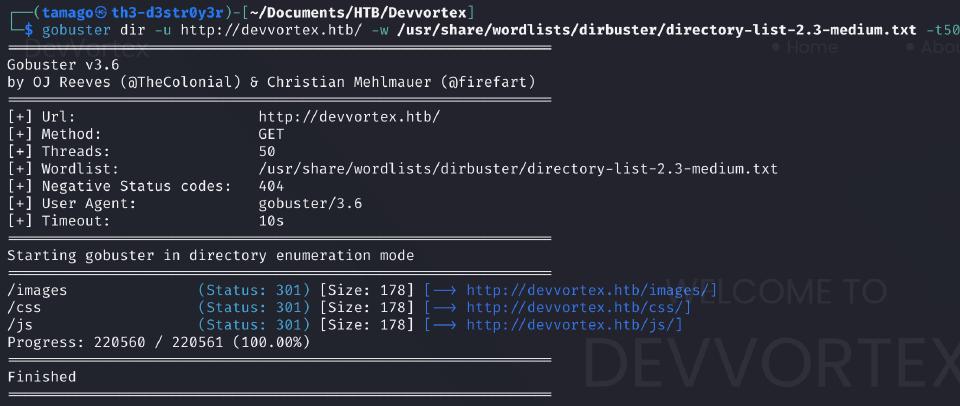 ┌──(tamago㉿th3-d3str0y3r)-[~/Documents/HTB/Devvortex]
└─$ gobuster dir -u http://devvortex.htb/ -w /usr/share/wordlists/dirbuster/directory-list-2.3-medium.txt -t50
DevVortex
Home
Abou
Gobuster v3.6
by OJ Reeves (@TheColonial) & Christian Mehlmauer (@firefart)
[+] Url: http://devvortex.htb/
[+] Method: GET
[+] Threads: 50
[+] Wordlist: /usr/share/wordlists/dirbuster/directory-list-2.3-medium.txt
[+] Negative Status codes: 404
[+] User Agent: gobuster/3.6
[+] Timeout: 10s
Starting gobuster in directory enumeration mode
/images (Status: 301) [Size: 178] [--> http://devvortex.htb/images/]
/css (Status: 301) [Size: 178] [--> http://devvortex.htb/css/]
/js (Status: 301) [Size: 178] [--> http://devvortex.htb/js/]
Progress: 220560 / 220561 (100.00%)
Finished
WELCOME TO
DEVVORTEX